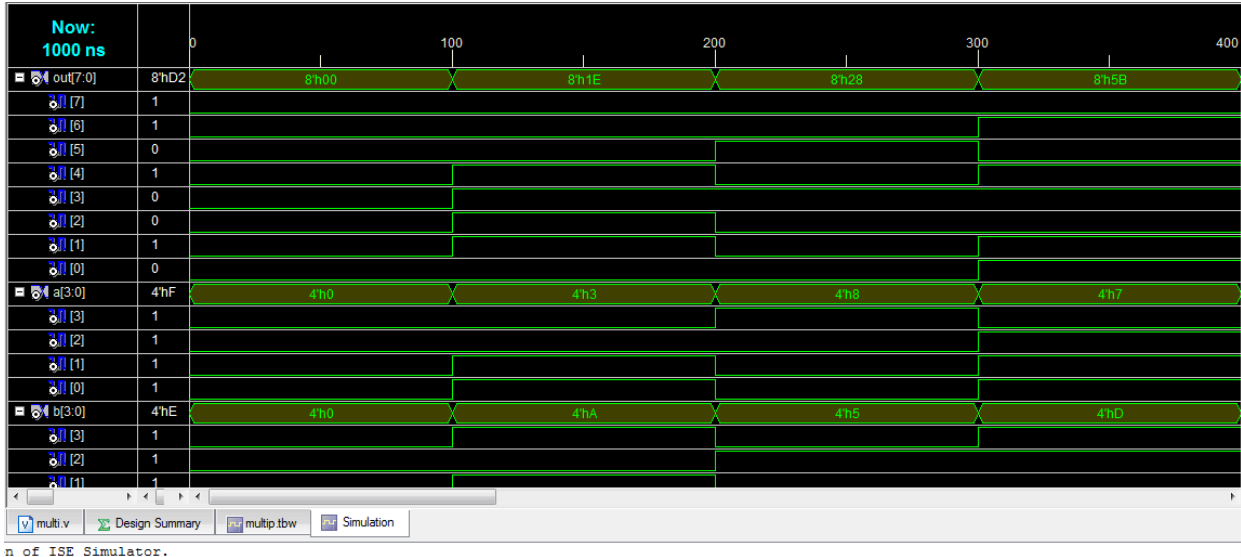 Now:
1000 ns
0 100 200 300 400
out[7:0] 8'hD2 8'h00 8'h1E 8'h28 8'h5B
[7] 1
[6] 1
[5] 0
[4] 1
[3] 0
[2] 0
[1] 1
[0] 0
a[3:0] 4'hF 4'h0 4'h3 4'h8 4'h7
[3] 1
[2] 1
[1] 1
[0] 1
b[3:0] 4'hE 4'h0 4'hA 4'h5 4'hD
[3] 1
[2] 1
[1] 1
multi.v Design Summary multip.tbw Simulation
n of ISE Simulator.